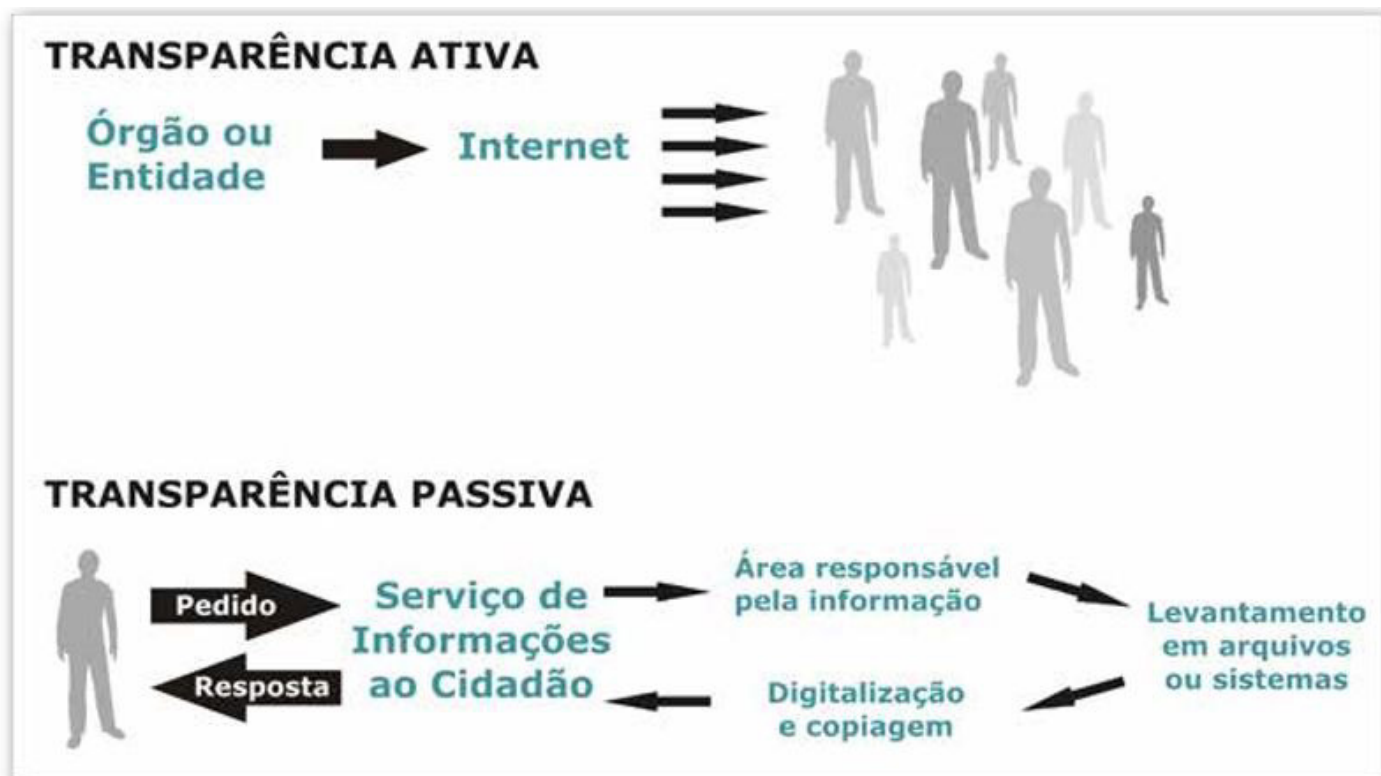 TRANSPARÊNCIA ATIVA
Órgão ou
Entidade
Internet
TRANSPARÊNCIA PASSIVA
Pedido
Resposta
Serviço de
Informações
ao Cidadão
Área responsável
pela informação
Levantamento
em arquivos
ou sistemas
Digitalização
e copiagem